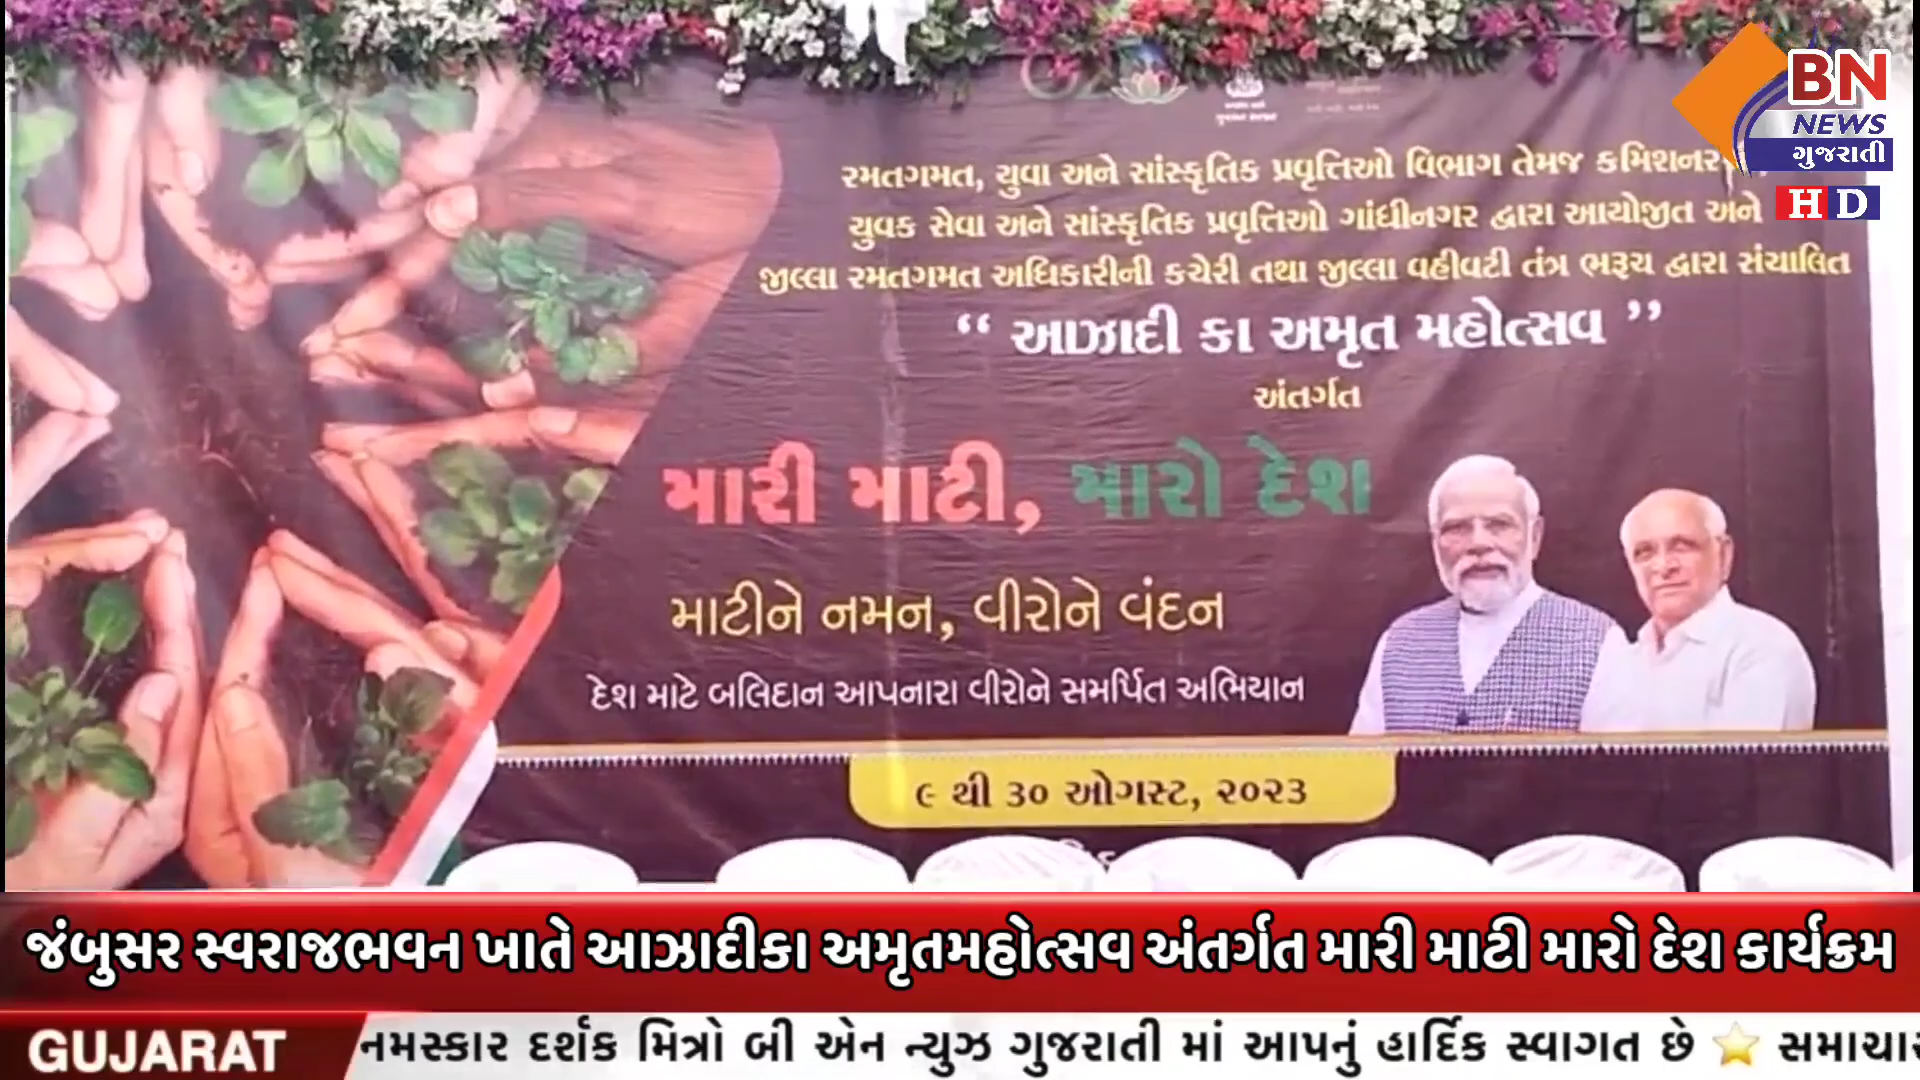 G20
BN
NEWS
ગુજરાતી
HD
રમતગમત, યુવા અને સાંસ્કૃતિક પ્રવૃત્તિઓ વિભાગ તેમજ
યુવક સેવા અને સાંસ્કૃતિક પ્રવૃત્તિઓ ગાંધીનગર દ્વારા આયોજીત અને
જીલ્લા રમતગમત અધિકારીની કચેરી તથા જીલ્લા વહીવટી તંત્ર ભરૂચ દ્વારા સંચાલિત
“ આઝાદી કા અમૃત મહોત્સવ ”
અંતર્ગત
મારી માટી, મારો દેશ
માટીને નમન, વીરોને વંદન
દેશ માટે બલિદાન આપનારા વીરોને સમર્પિત અભિયાન
૯ થી ૩૦ ઓગસ્ટ, ૨૦૨૩
જંબુસર સ્વરાજભવન ખાતે આઝાદીકા અમૃતમહોત્સવ અંતર્ગત મારી માટી મારો દેશ કાર્યક્રમ
GUJARAT
નમસ્કાર દર્શક મિત્રો બી એન ન્યુઝ ગુજરાતી માં આપનું હાર્દિક સ્વાગત છે ⭐ સમાચાર